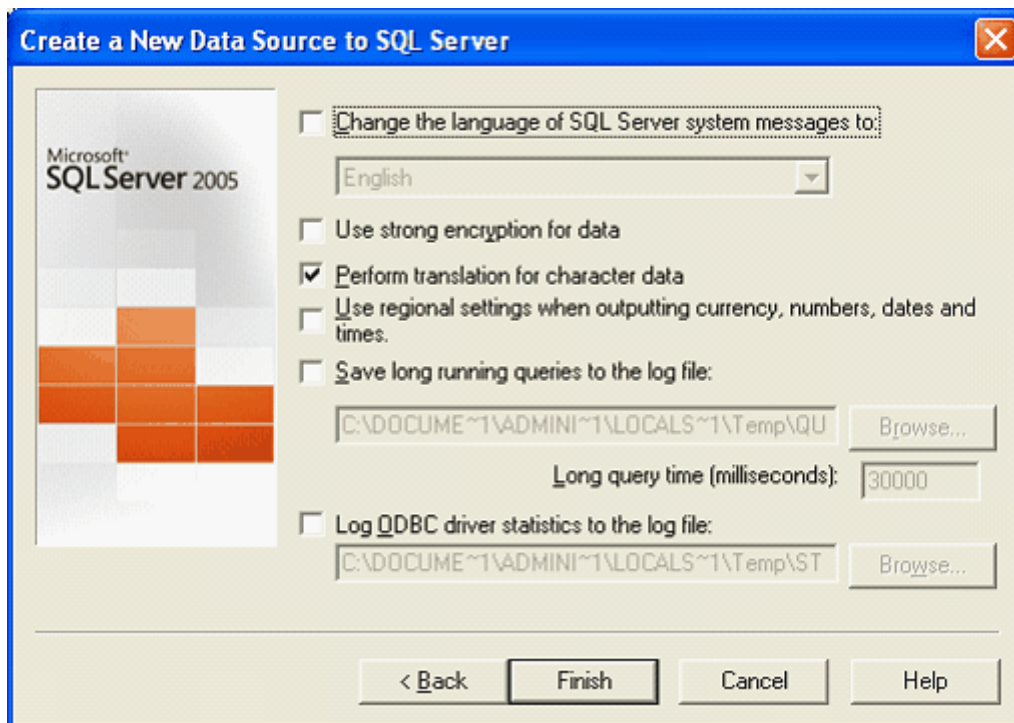 Create a New Data Source to SQL Server
Microsoft
SQL Server 2005
Change the language of SQL Server system messages to:
English
Use strong encryption for data
Perform translation for character data
Use regional settings when outputting currency, numbers, dates and
times.
Save long running queries to the log file:
C:\DOCUME~1\ADMINI~1\LOCALS~1\Temp\QU
Browse...
Long query time (milliseconds):
30000
Log ODBC driver statistics to the log file:
C:\DOCUME~1\ADMINI~1\LOCALS~1\Temp\ST
Browse...
< Back
Finish
Cancel
Help